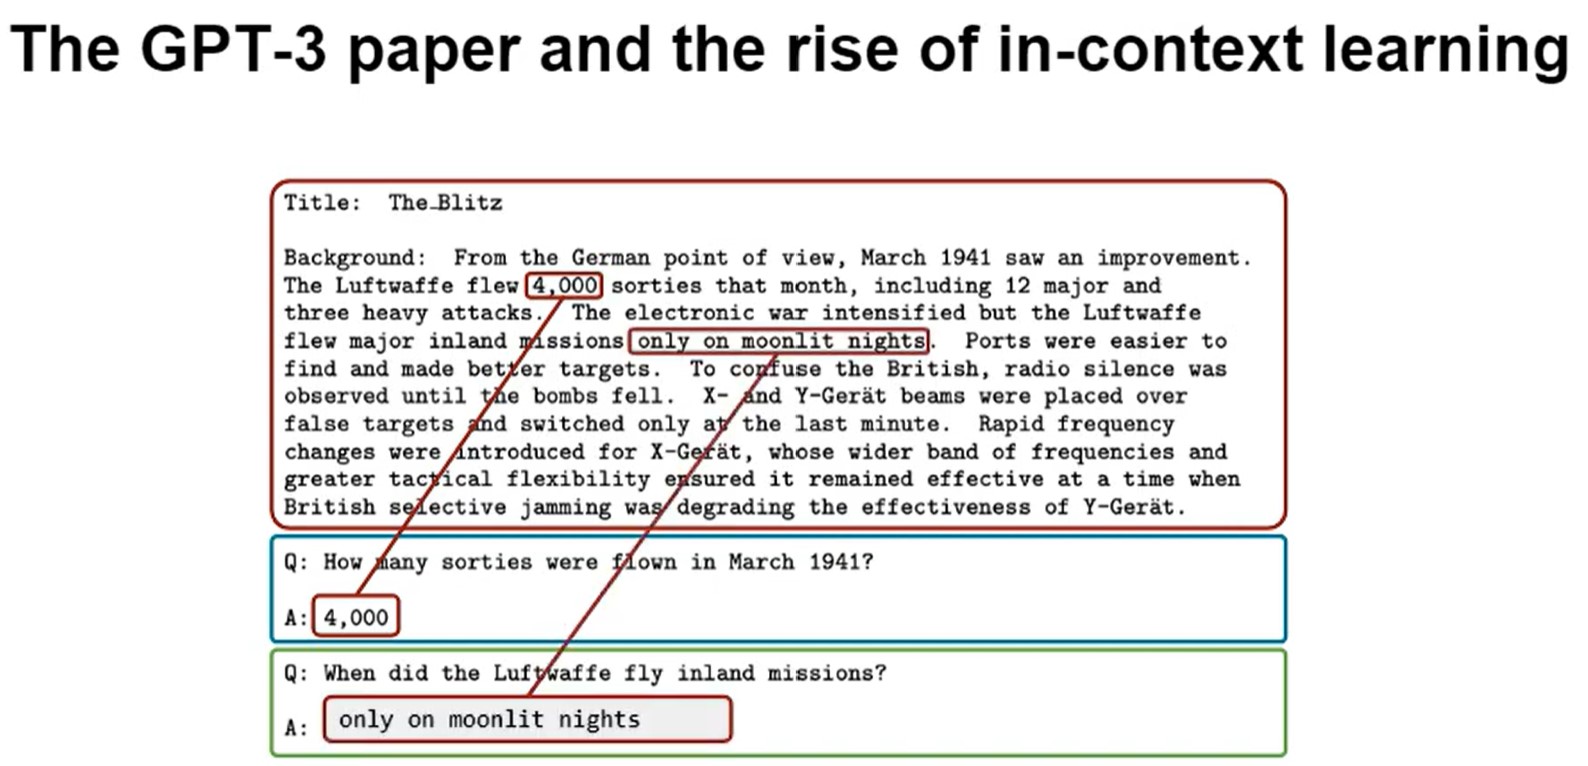 The GPT-3 paper and the rise of in-context learning
Title: The_Blitz
Background: From the German point of view, March 1941 saw an improvement.
The Luftwaffe flew 4,000 sorties that month, including 12 major and
three heavy attacks. The electronic war intensified but the Luftwaffe
flew major inland missions only on moonlit nights. Ports were easier to
find and made better targets. To confuse the British, radio silence was
observed until the bombs fell. X- and Y-Gerät beams were placed over
false targets and switched only at the last minute. Rapid frequency
changes were introduced for X-Gerät, whose wider band of frequencies and
greater tactical flexibility ensured it remained effective at a time when
British selective jamming was degrading the effectiveness of Y-Gerät.
Q: How many sorties were flown in March 1941?
A: 4,000
Q: When did the Luftwaffe fly inland missions?
A: only on moonlit nights